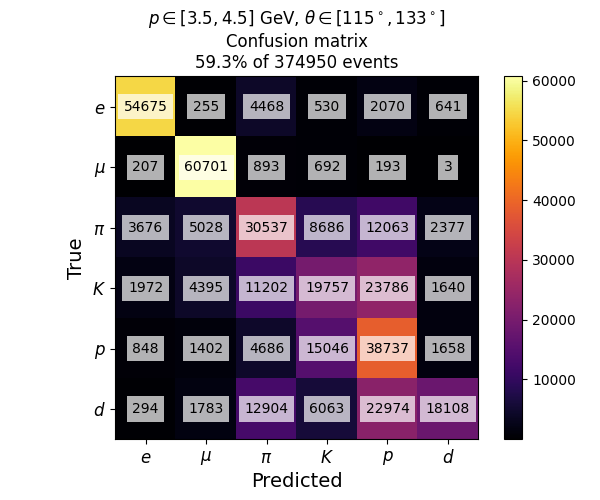 p ∈ [3.5, 4.5] GeV, θ ∈ [115°, 133°]
Confusion matrix
59.3% of 374950 events
e 54675 255 4468 530 2070 641
μ 207 60701 893 692 193 3
π 3676 5028 30537 8686 12063 2377
K 1972 4395 11202 19757 23786 1640
p 848 1402 4686 15046 38737 1658
d 294 1783 12904 6063 22974 18108
e μ π K p d
Predicted
True
60000
50000
40000
30000
20000
10000